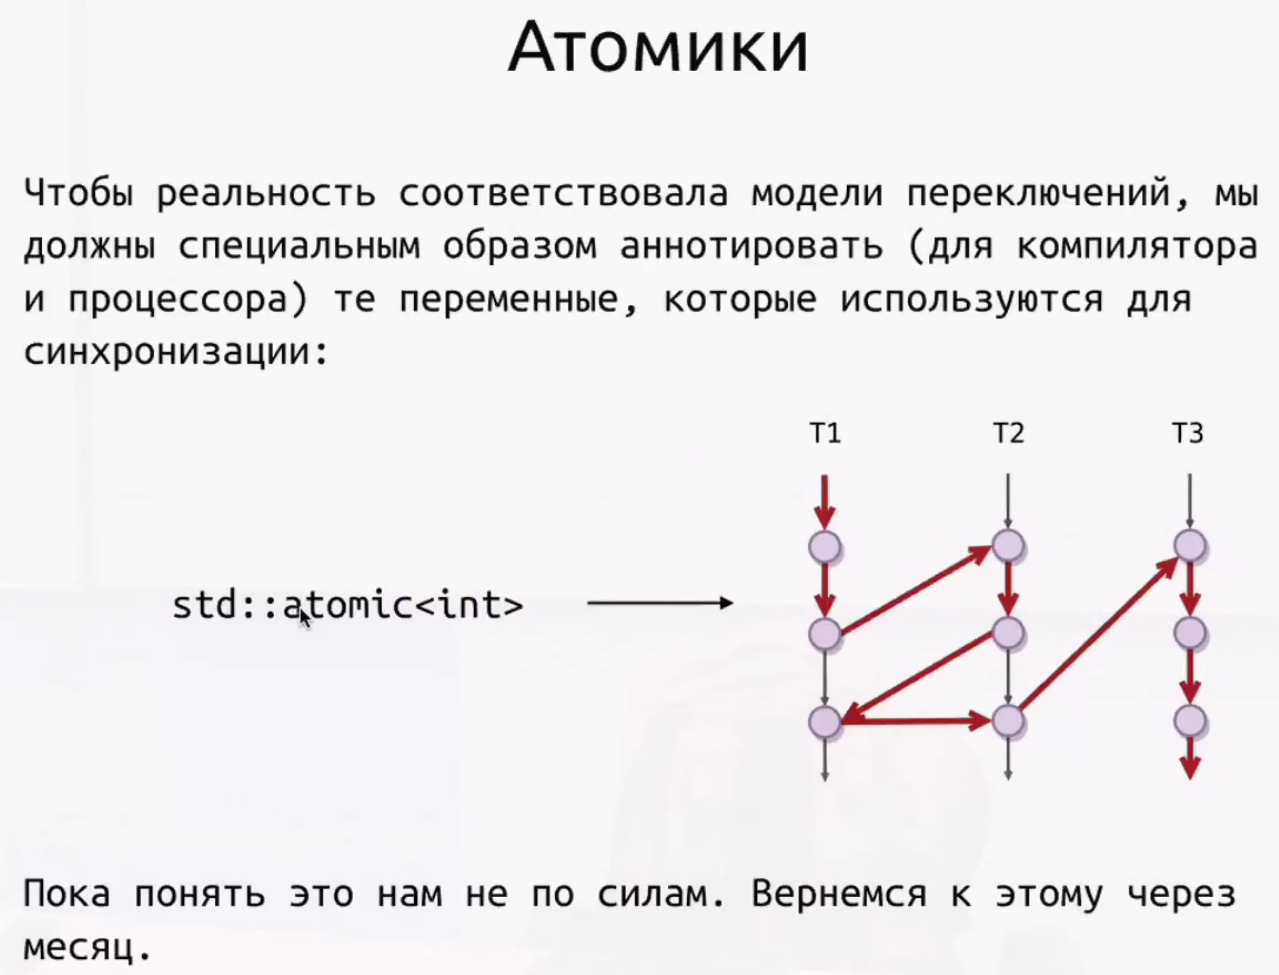 Атомики
Чтобы реальность соответствовала модели переключений, мы
должны специальным образом аннотировать (для компилятора
и процессора) те переменные, которые используются для
синхронизации:
T1 T2 T3
std::atomic<int>
Пока понять это нам не по силам. Вернемся к этому через
месяц.